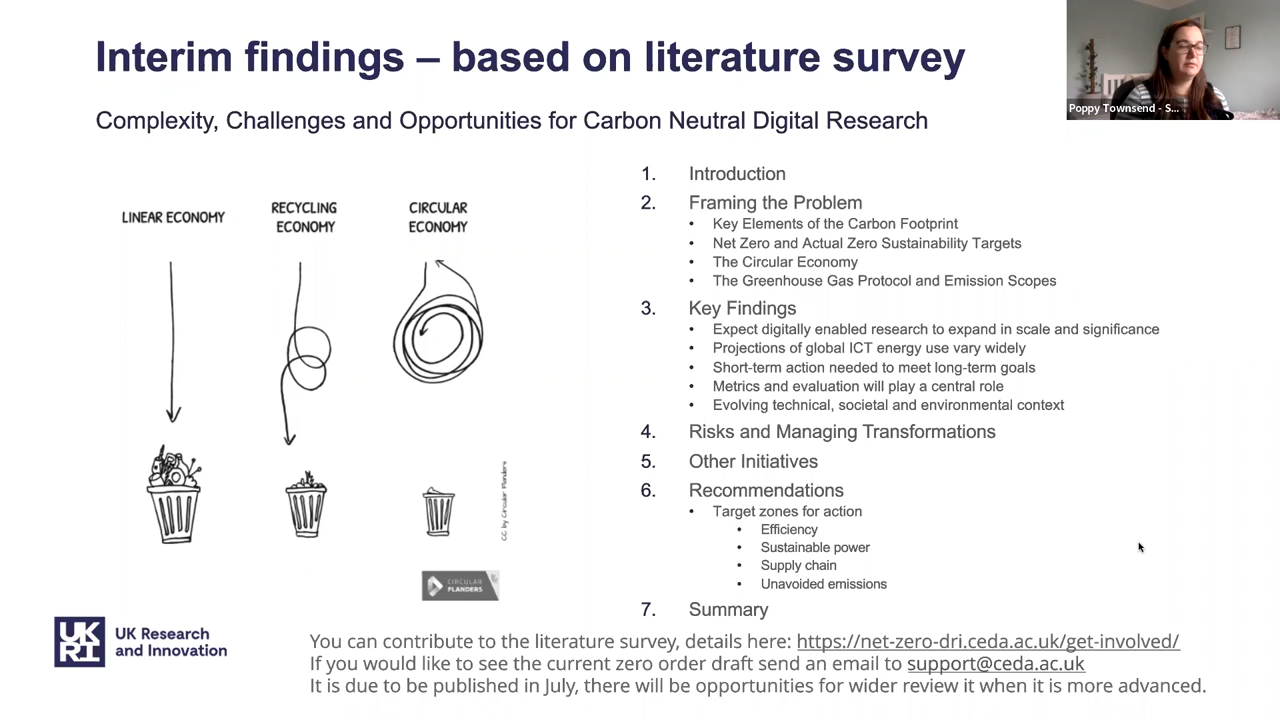 Interim findings – based on literature survey
Poppy Townsend - S...
Complexity, Challenges and Opportunities for Carbon Neutral Digital Research
LINEAR ECONOMY
RECYCLING
ECONOMY
CIRCULAR
ECONOMY
CC by Circular Flanders
CIRCULAR
FLANDERS
1. Introduction
2. Framing the Problem
• Key Elements of the Carbon Footprint
• Net Zero and Actual Zero Sustainability Targets
• The Circular Economy
• The Greenhouse Gas Protocol and Emission Scopes
3. Key Findings
• Expect digitally enabled research to expand in scale and significance
• Projections of global ICT energy use vary widely
• Short-term action needed to meet long-term goals
• Metrics and evaluation will play a central role
• Evolving technical, societal and environmental context
4. Risks and Managing Transformations
5. Other Initiatives
6. Recommendations
• Target zones for action
• Efficiency
• Sustainable power
• Supply chain
• Unavoided emissions
7. Summary
UK
RI
UK Research
and Innovation
You can contribute to the literature survey, details here: https://net-zero-dri.ceda.ac.uk/get-involved/
If you would like to see the current zero order draft send an email to support@ceda.ac.uk
It is due to be published in July, there will be opportunities for wider review it when it is more advanced.